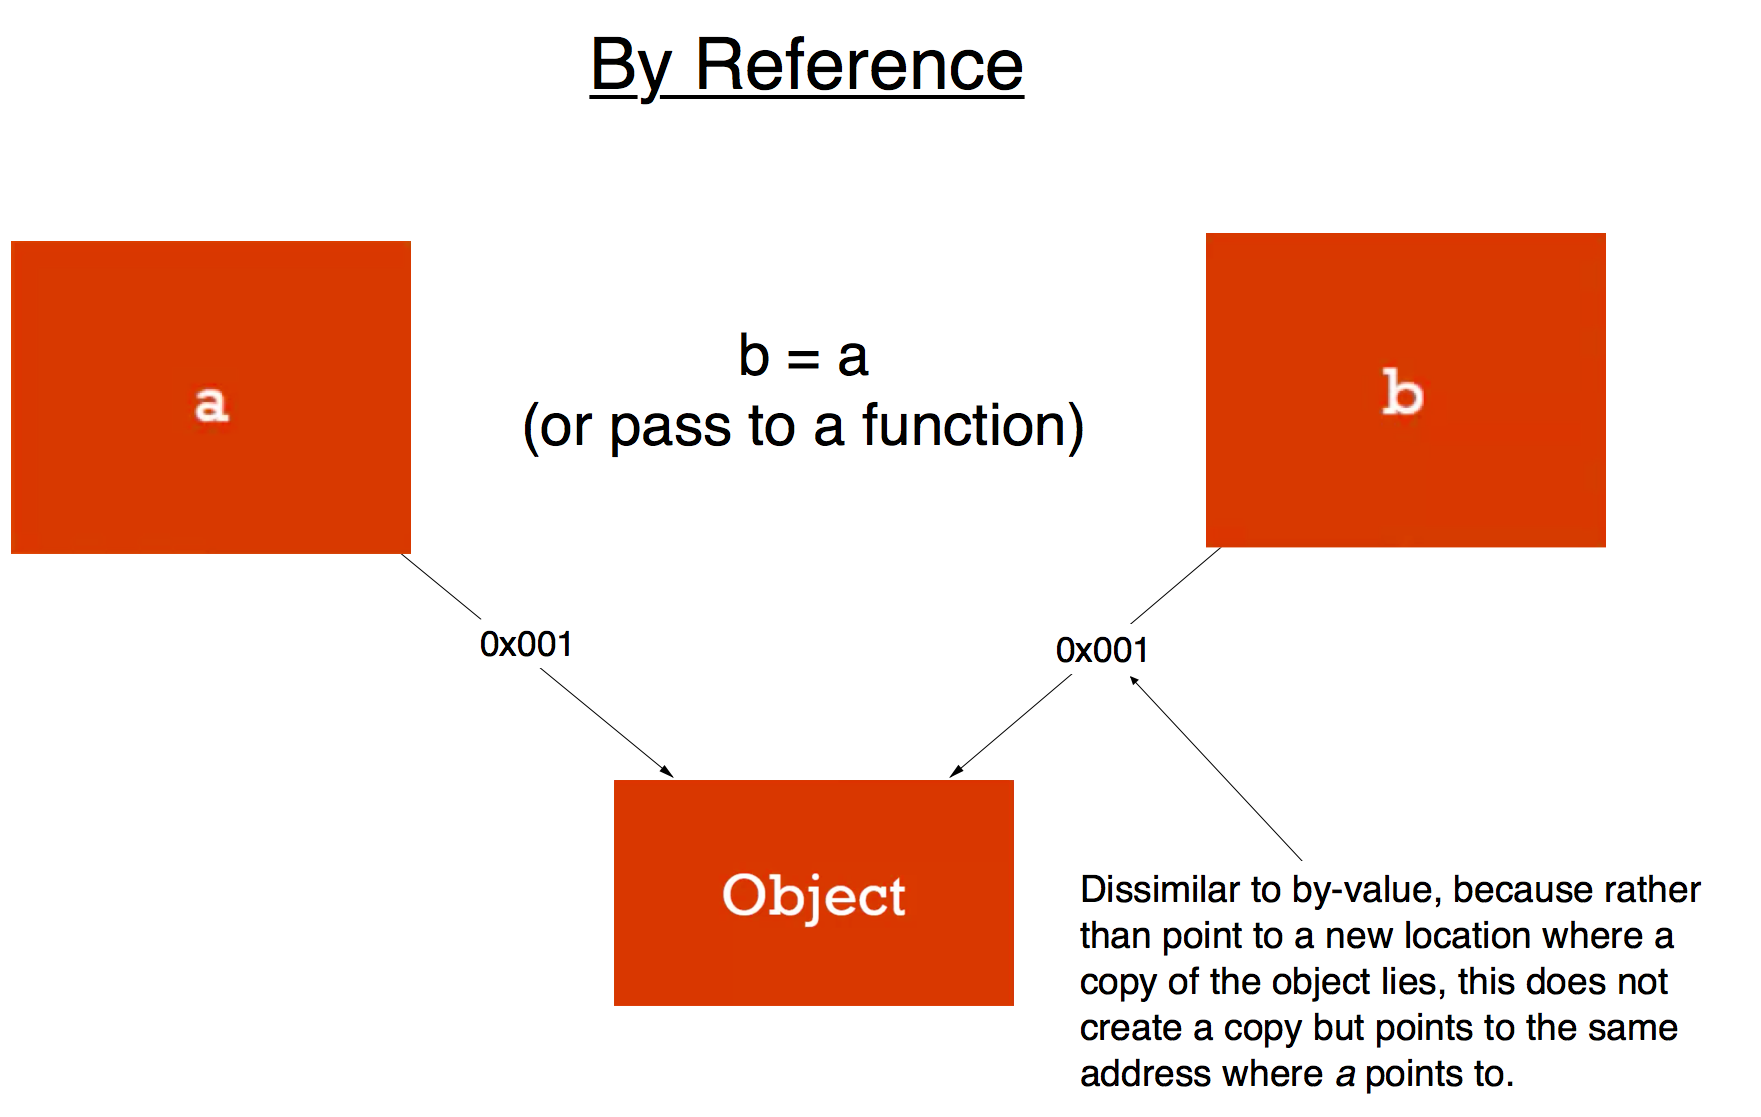 By Reference
a
b = a
(or pass to a function)
b
0x001
0x001
Object
Dissimilar to by-value, because rather
than point to a new location where a
copy of the object lies, this does not
create a copy but points to the same
address where a points to.